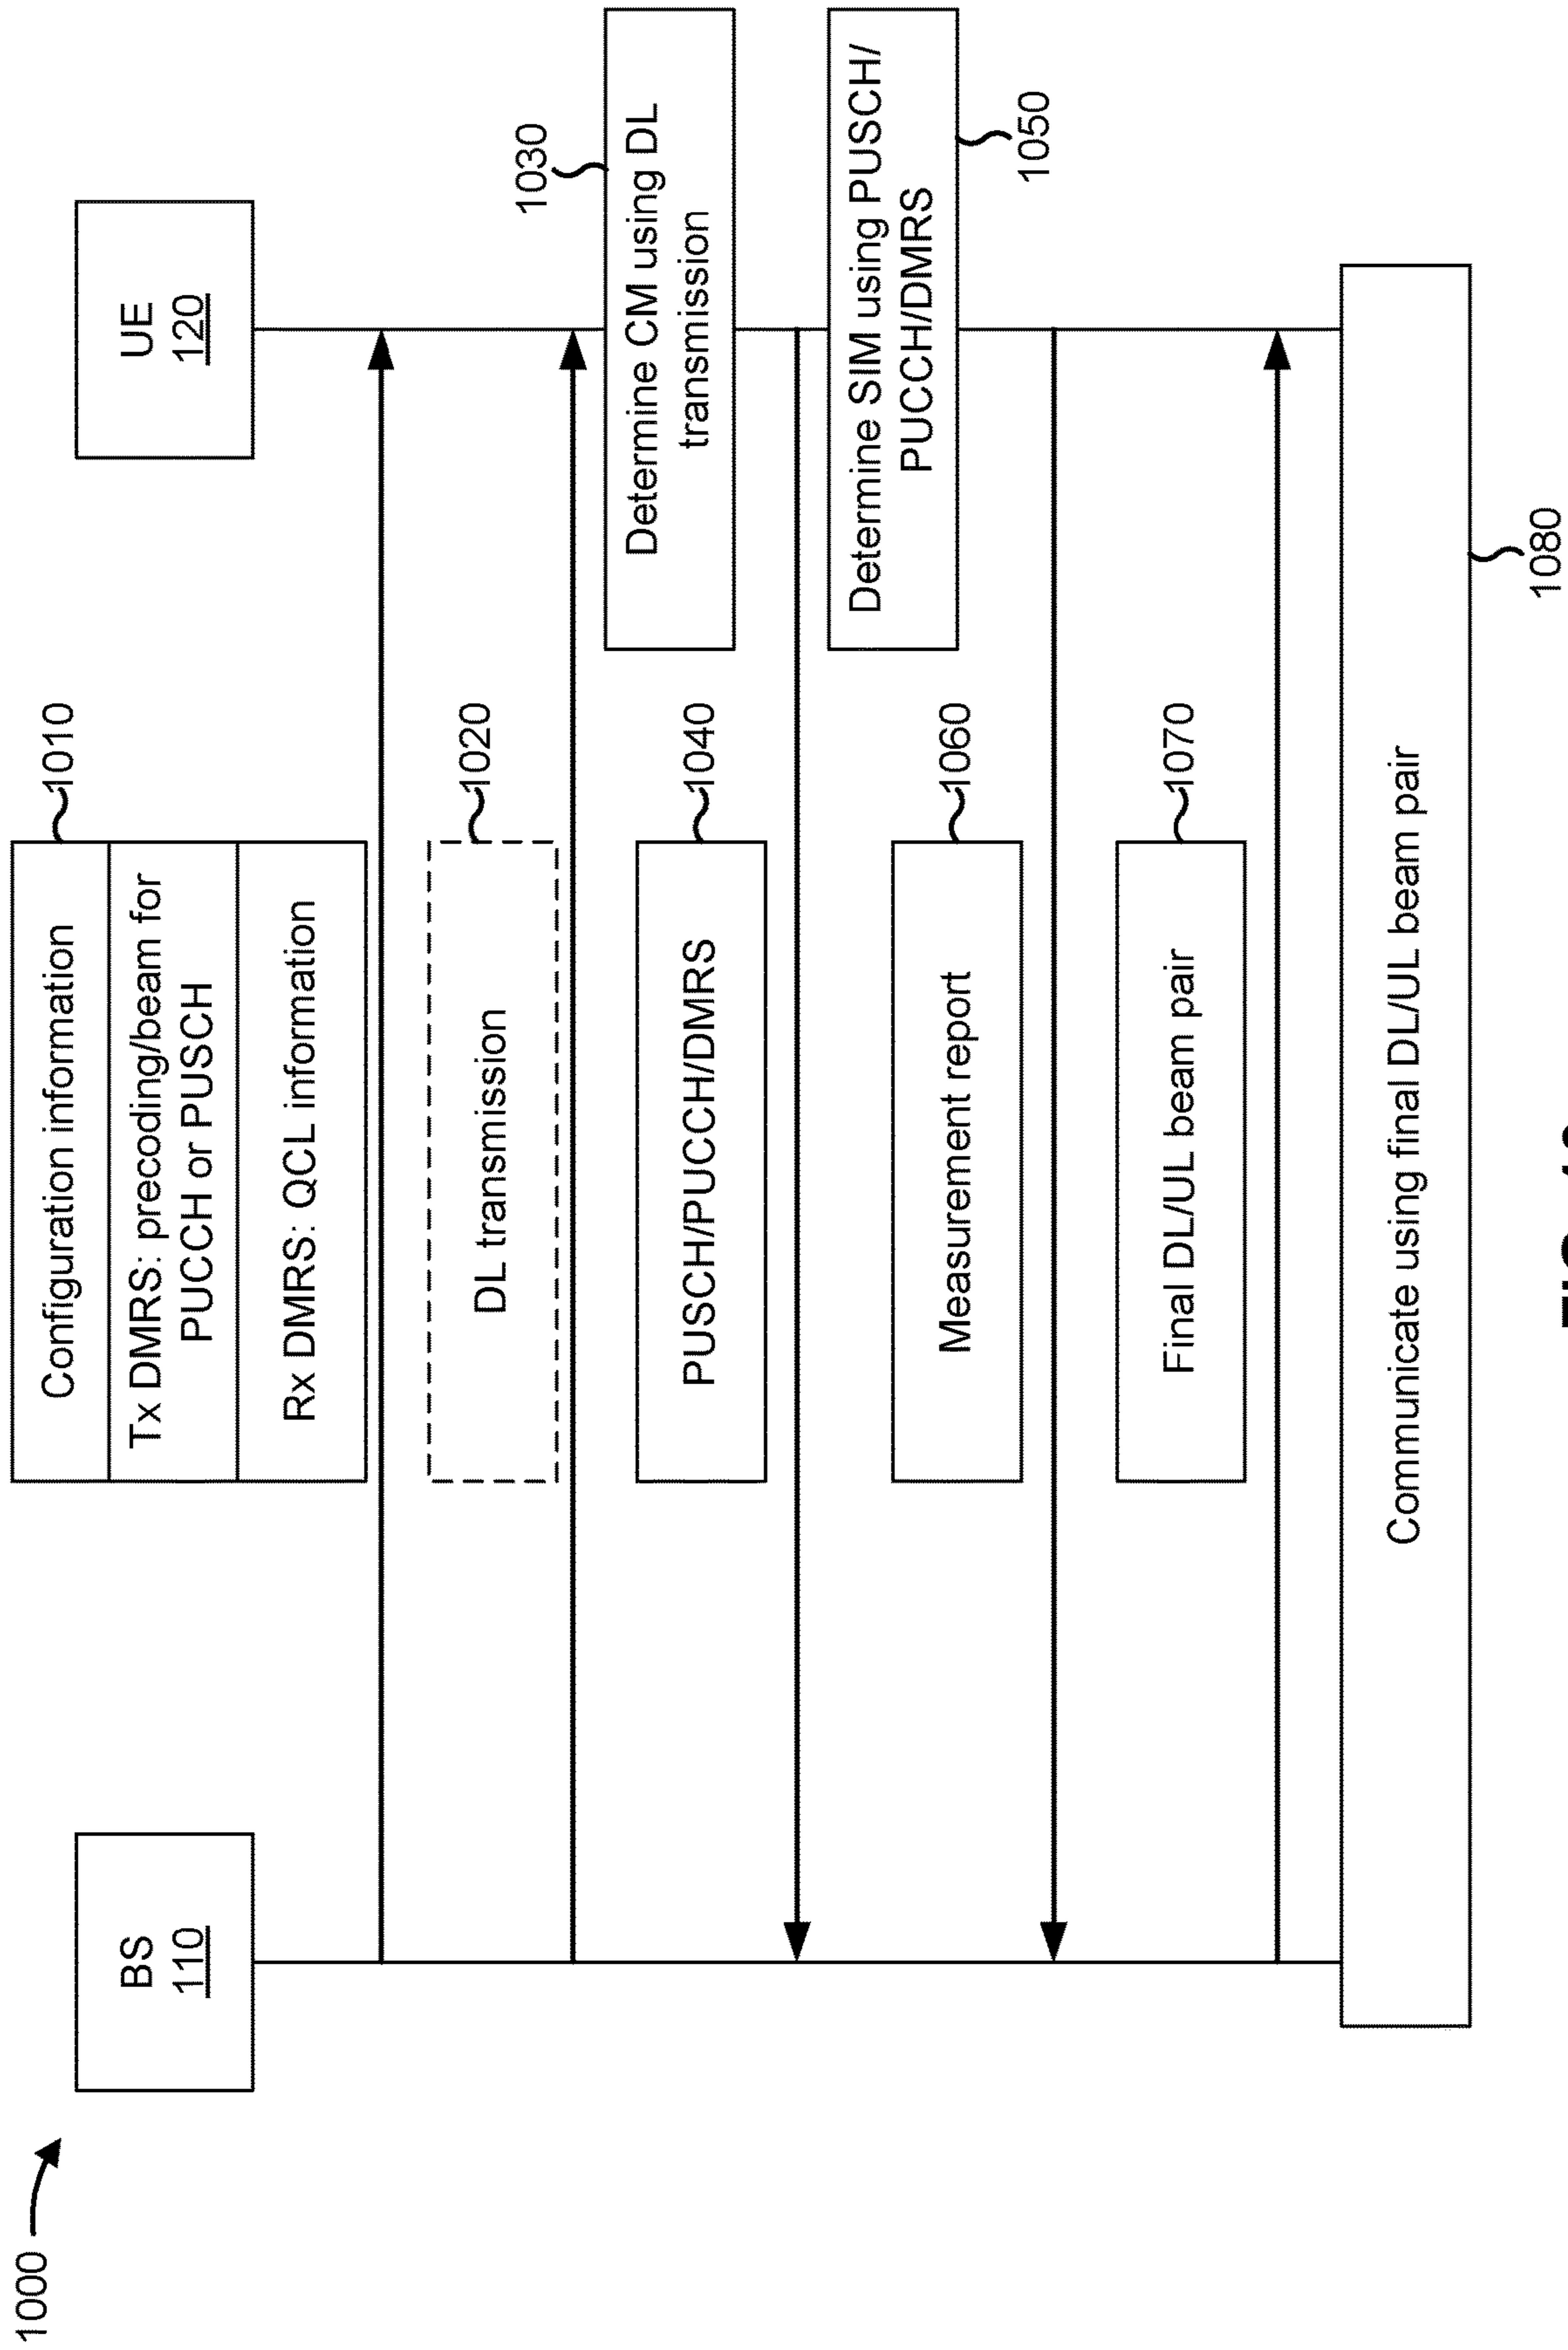 1000
BS
110
UE
120
Configuration information
1010
Tx DMRS: precoding/beam for
PUCCH or PUSCH
Rx DMRS: QCL information
DL transmission
1020
1030
Determine CM using DL
transmission
PUSCH/PUCCH/DMRS
1040
Determine SIM using PUSCH/
PUCCH/DMRS
1050
Measurement report
1060
Final DL/UL beam pair
1070
Communicate using final DL/UL beam pair
1080